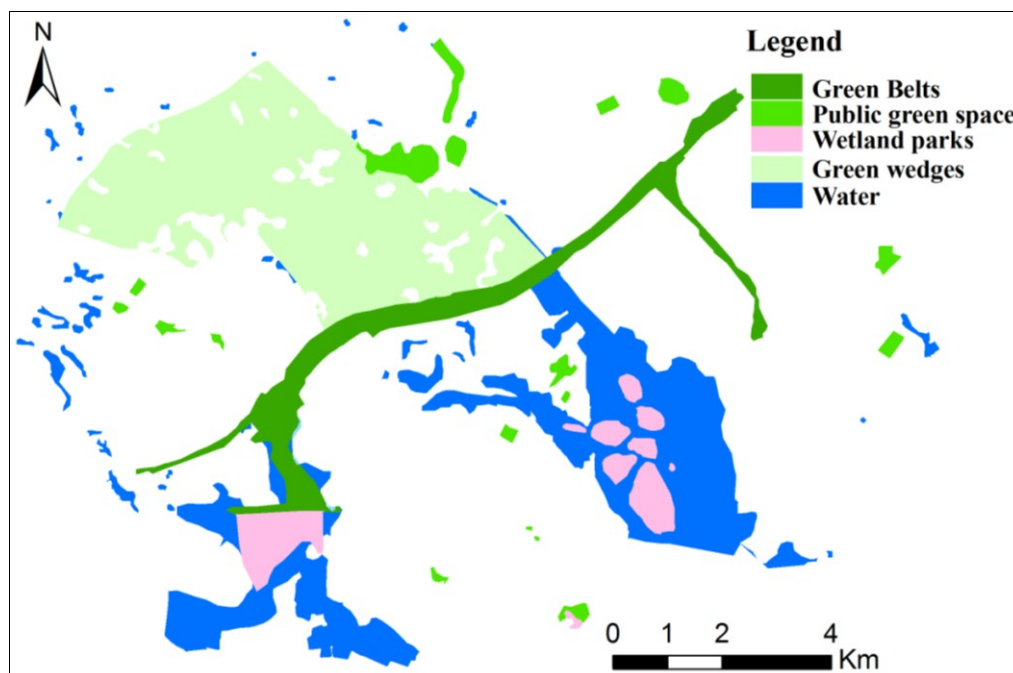 N
Legend
Green Belts
Public green space
Wetland parks
Green wedges
Water
0 1 2 4
Km